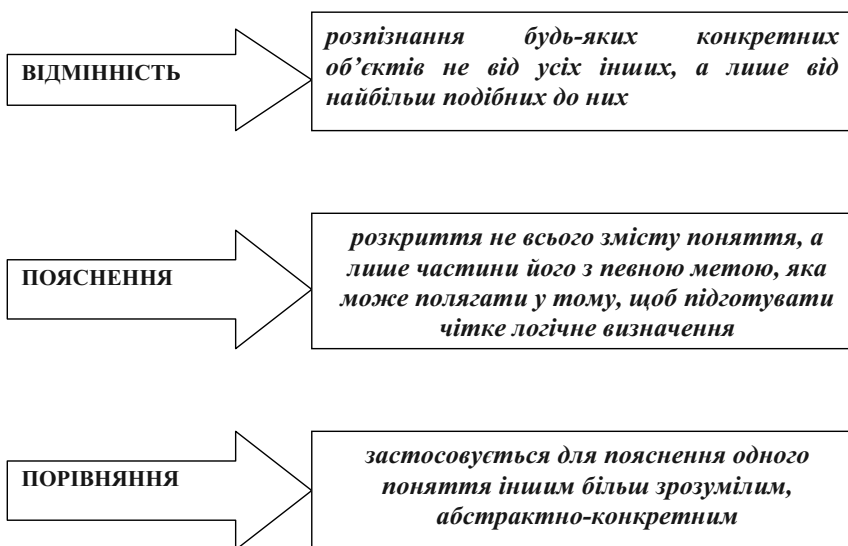 ВІДМІННІСТЬ
розпізнання будь-яких конкретних
об’єктів не від усіх інших, а лише від
найбільш подібних до них
ПОЯСНЕННЯ
розкриття не всього змісту поняття, а
лише частини його з певною метою, яка
може полягати у тому, щоб підготувати
чітке логічне визначення
ПОРІВНЯННЯ
застосовується для пояснення одного
поняття іншим більш зрозумілим,
абстрактно-конкретним